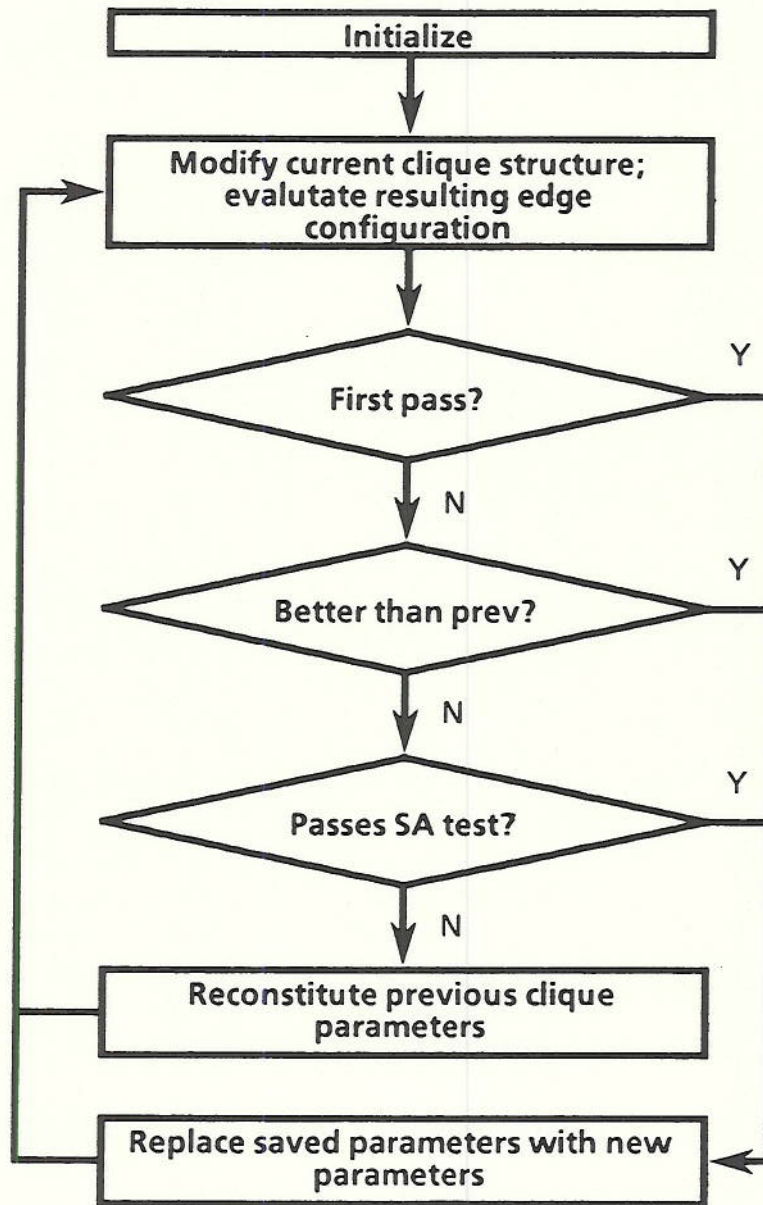 Initialize
Modify current clique structure;
evalutate resulting edge
configuration
Y
First pass?
N
Y
Better than prev?
N
Y
Passes SA test?
N
Reconstitute previous clique
parameters
Replace saved parameters with new
parameters